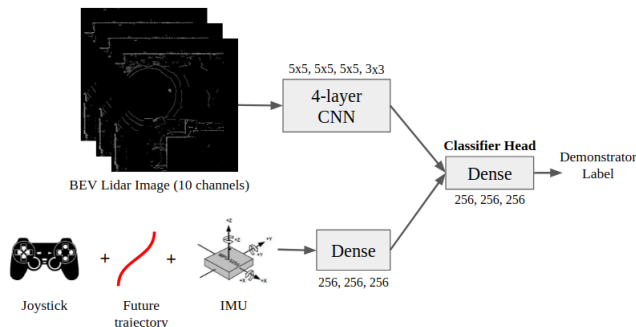 5x5, 5x5, 5x5, 3x3
4-layer
CNN
Classifier Head
Dense
256, 256, 256
Demonstrator
Label
BEV Lidar Image (10 channels)
+
+
Dense
256, 256, 256
+Z
+Z
+Y
+Y
+X
+X
Joystick
Future
trajectory
IMU